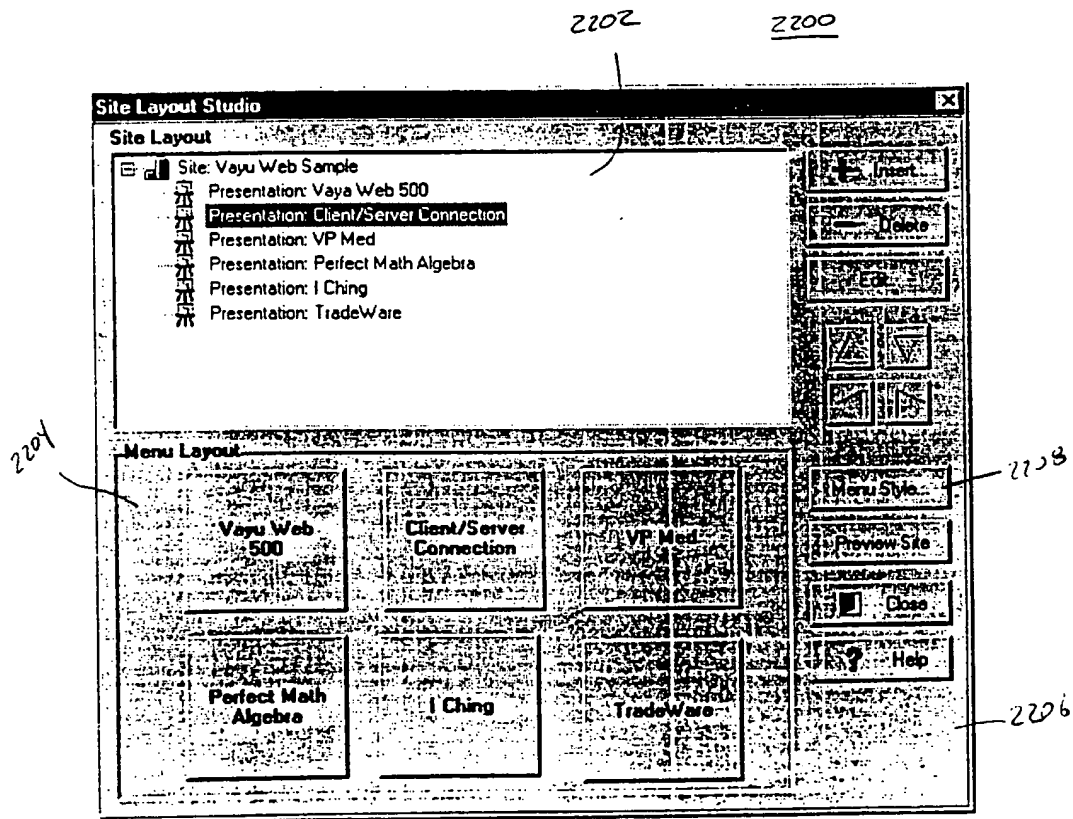 2202 2200
Site Layout Studio
Site Layout
Site: Vayu Web Sample
Presentation: Vaya Web 500
Presentation: Client/Server Connection
Presentation: VP Med
Presentation: Perfect Math Algebra
Presentation: I Ching
Presentation: TradeWare
Insert...
Delete
Edit...
2204
Menu Layout
Vayu Web
500
Client/Server
Connection
VP Med
Perfect Math
Algebra
I Ching
TradeWare
Menu Style...
2208
Preview Site
Close
? Help
2206